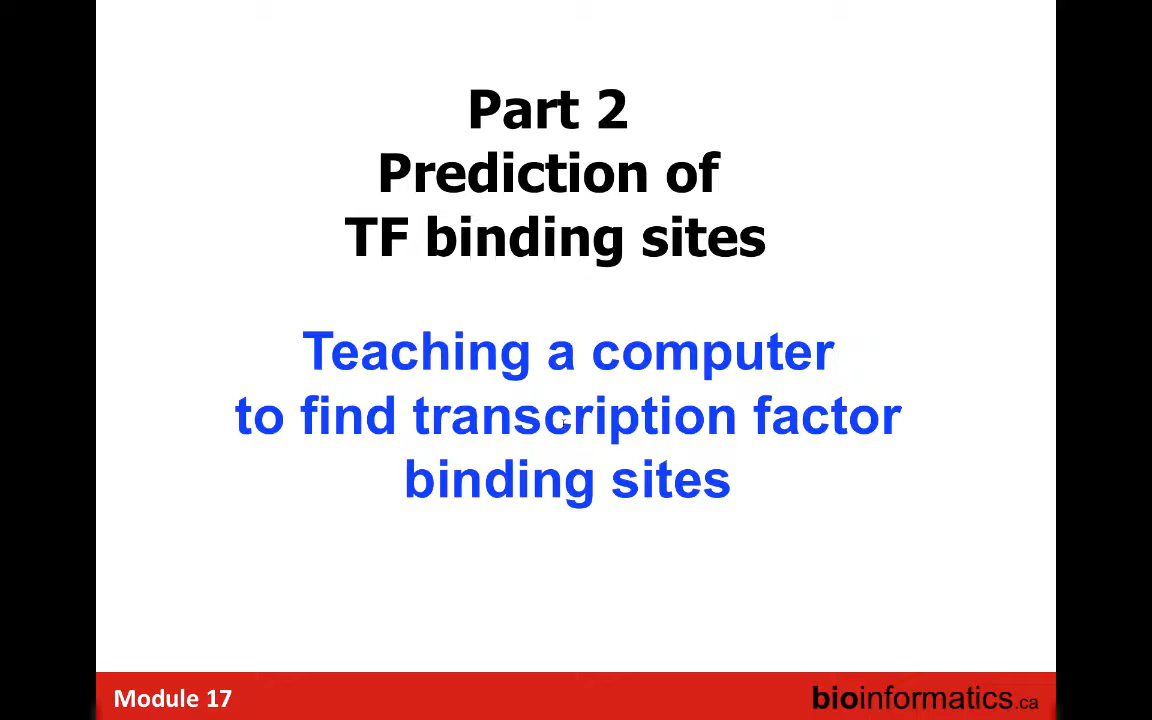 Part 2
Prediction of
TF binding sites
Teaching a computer
to find transcription factor
binding sites
Module 17
bioinformatics.ca